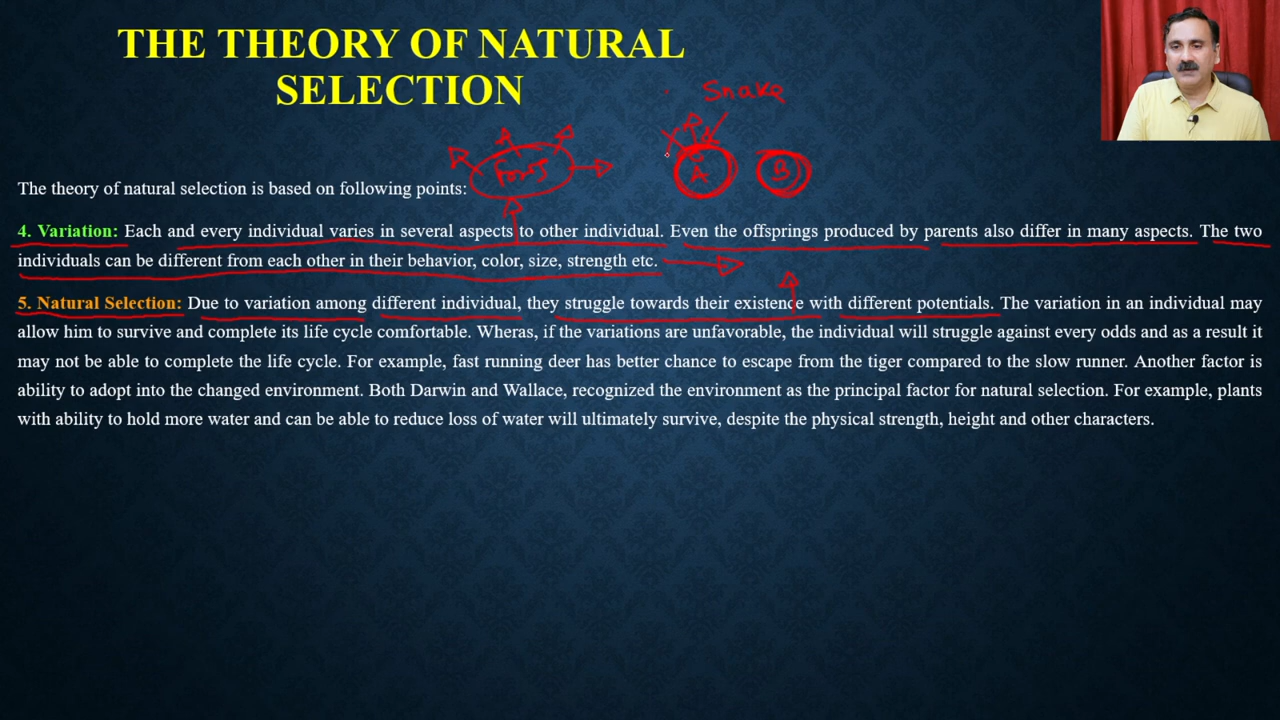 THE THEORY OF NATURAL
SELECTION
Snake
A
B
The theory of natural selection is based on following points:
4. Variation: Each and every individual varies in several aspects to other individual. Even the offsprings produced by parents also differ in many aspects. The two
individuals can be different from each other in their behavior, color, size, strength etc.
5. Natural Selection: Due to variation among different individual, they struggle towards their existence with different potentials. The variation in an individual may
allow him to survive and complete its life cycle comfortable. Wheras, if the variations are unfavorable, the individual will struggle against every odds and as a result it
may not be able to complete the life cycle. For example, fast running deer has better chance to escape from the tiger compared to the slow runner. Another factor is
ability to adopt into the changed environment. Both Darwin and Wallace, recognized the environment as the principal factor for natural selection. For example, plants
with ability to hold more water and can be able to reduce loss of water will ultimately survive, despite the physical strength, height and other characters.